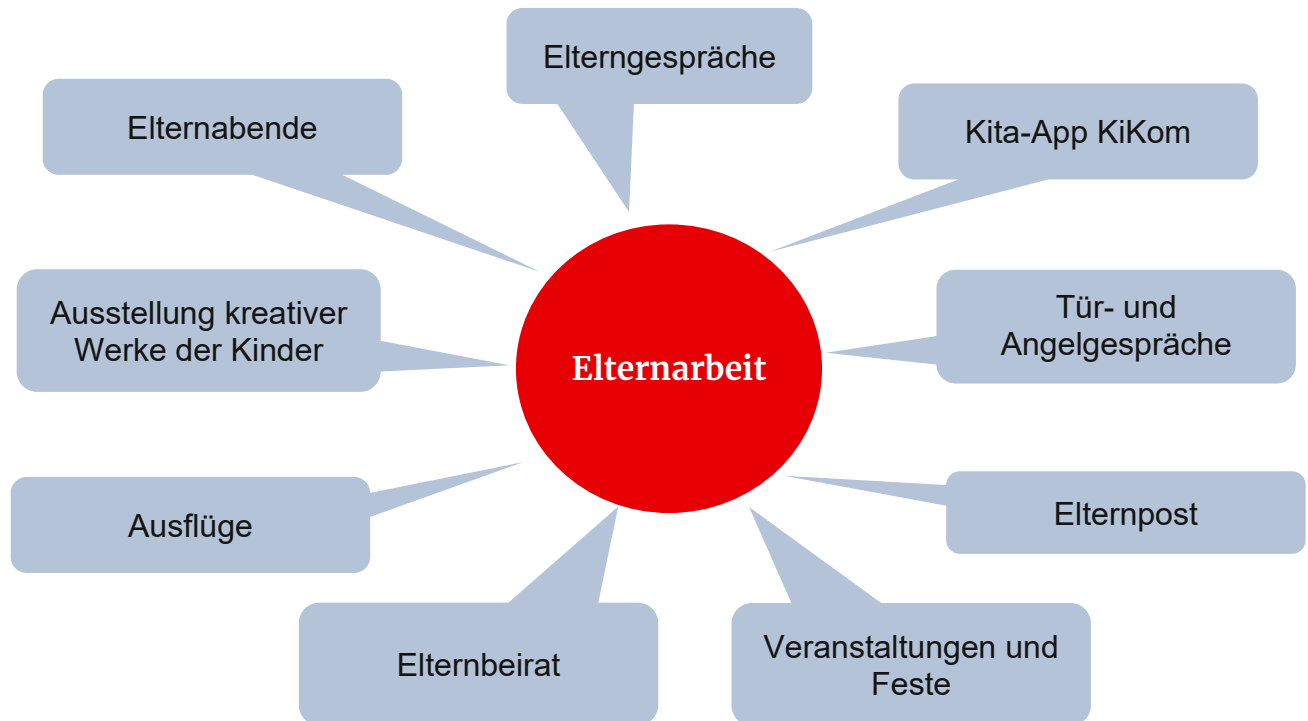 Elterngespräche
Elternabende
Kita-App KiKom
Ausstellung kreativer
Werke der Kinder
Tür- und
Angelgespräche
Elternarbeit
Ausflüge
Elternpost
Elternbeirat
Veranstaltungen und
Feste